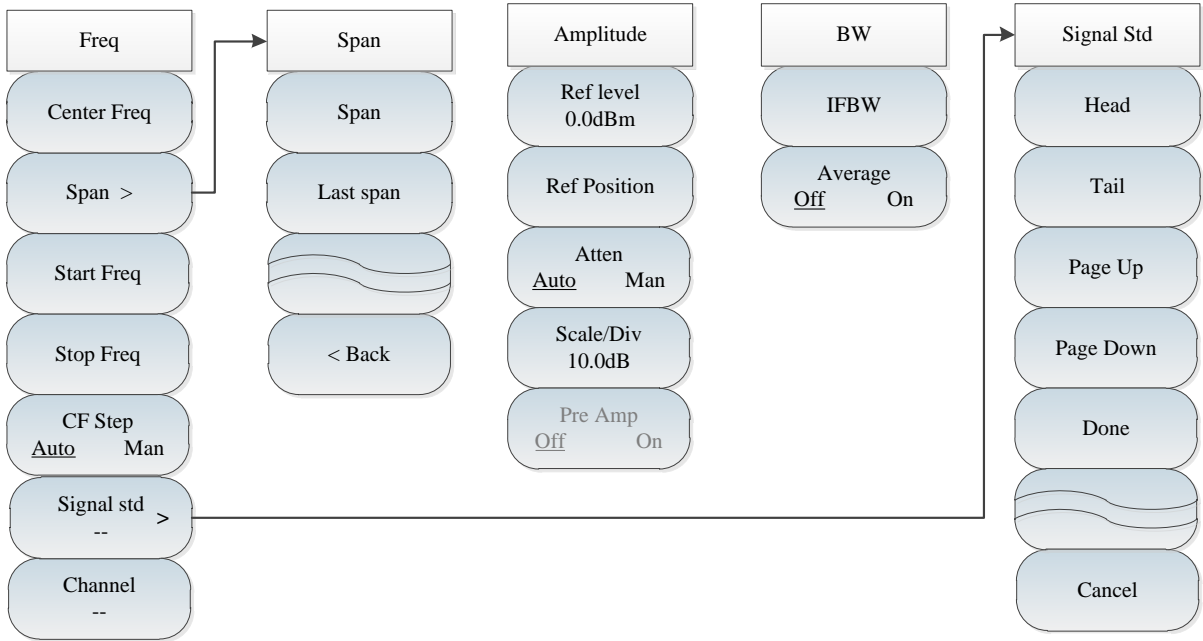 Freq
Center Freq
Span >
Start Freq
Stop Freq
CF Step
Auto Man
Signal std
-- >
Channel
--
Span
Span
Last span
< Back
Amplitude
Ref level
0.0dBm
Ref Position
Atten
Auto Man
Scale/Div
10.0dB
Pre Amp
Off On
BW
IFBW
Average
Off On
Signal Std
Head
Tail
Page Up
Page Down
Done
Cancel